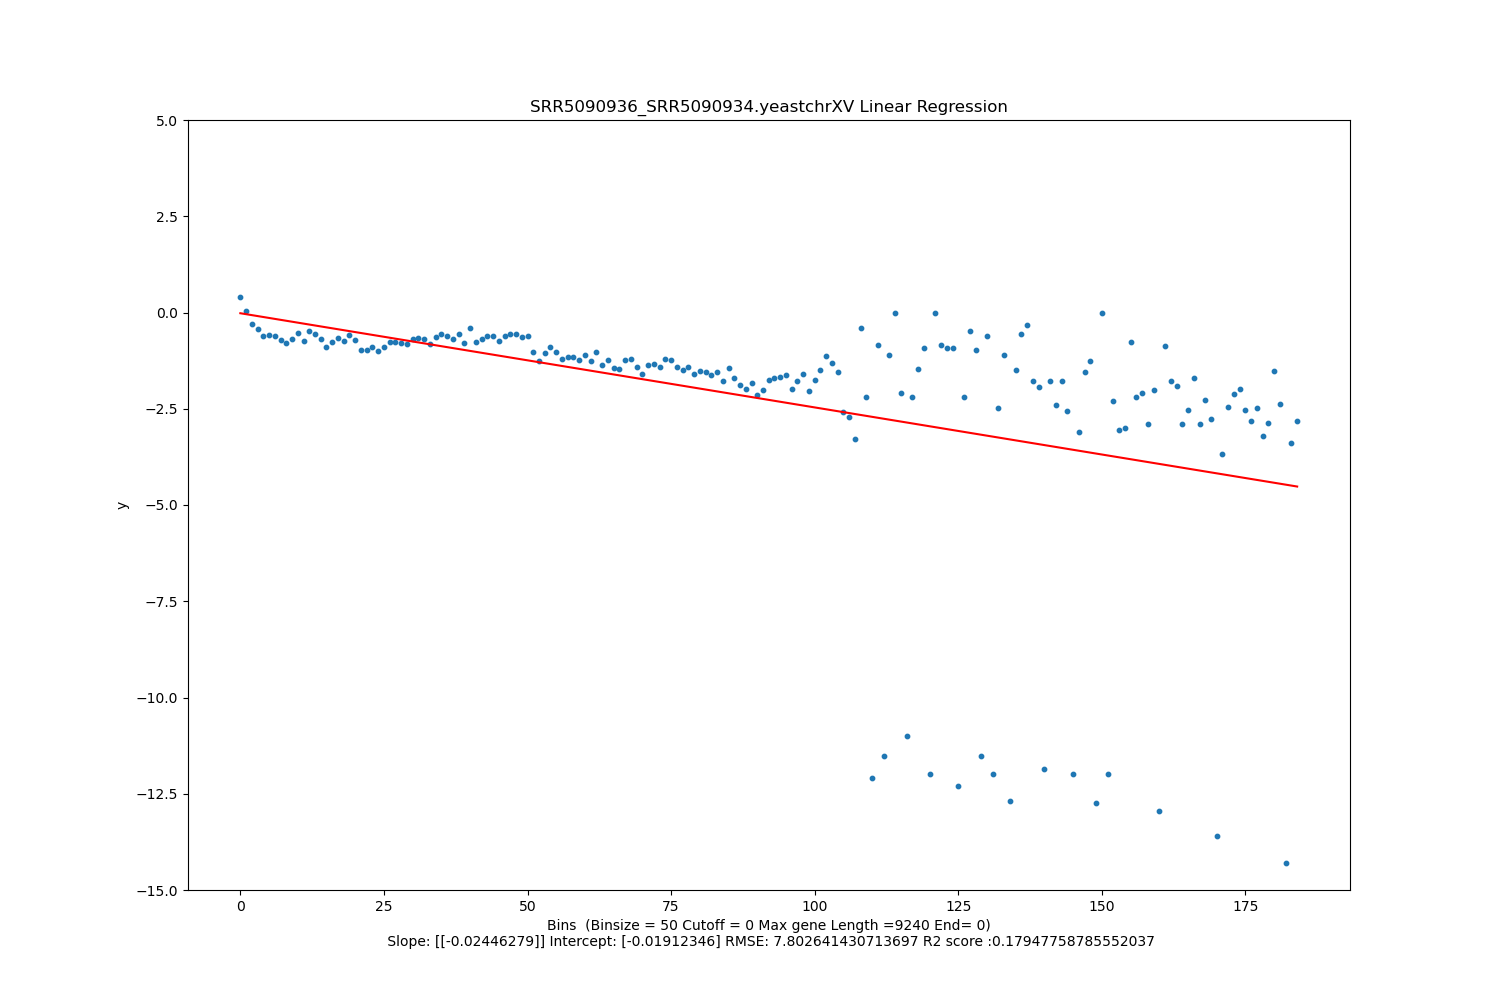 SRR5090936_SRR5090934.yeastchrXV Linear Regression
5.0
2.5
0.0
−2.5
−5.0
−7.5
−10.0
−12.5
−15.0
y
0 25 50 75 100 125 150 175
Bins  (Binsize = 50 Cutoff = 0 Max gene Length =9240 End= 0)
Slope: [[-0.02446279]] Intercept: [-0.01912346] RMSE: 7.802641430713697 R2 score :0.17947758785552037